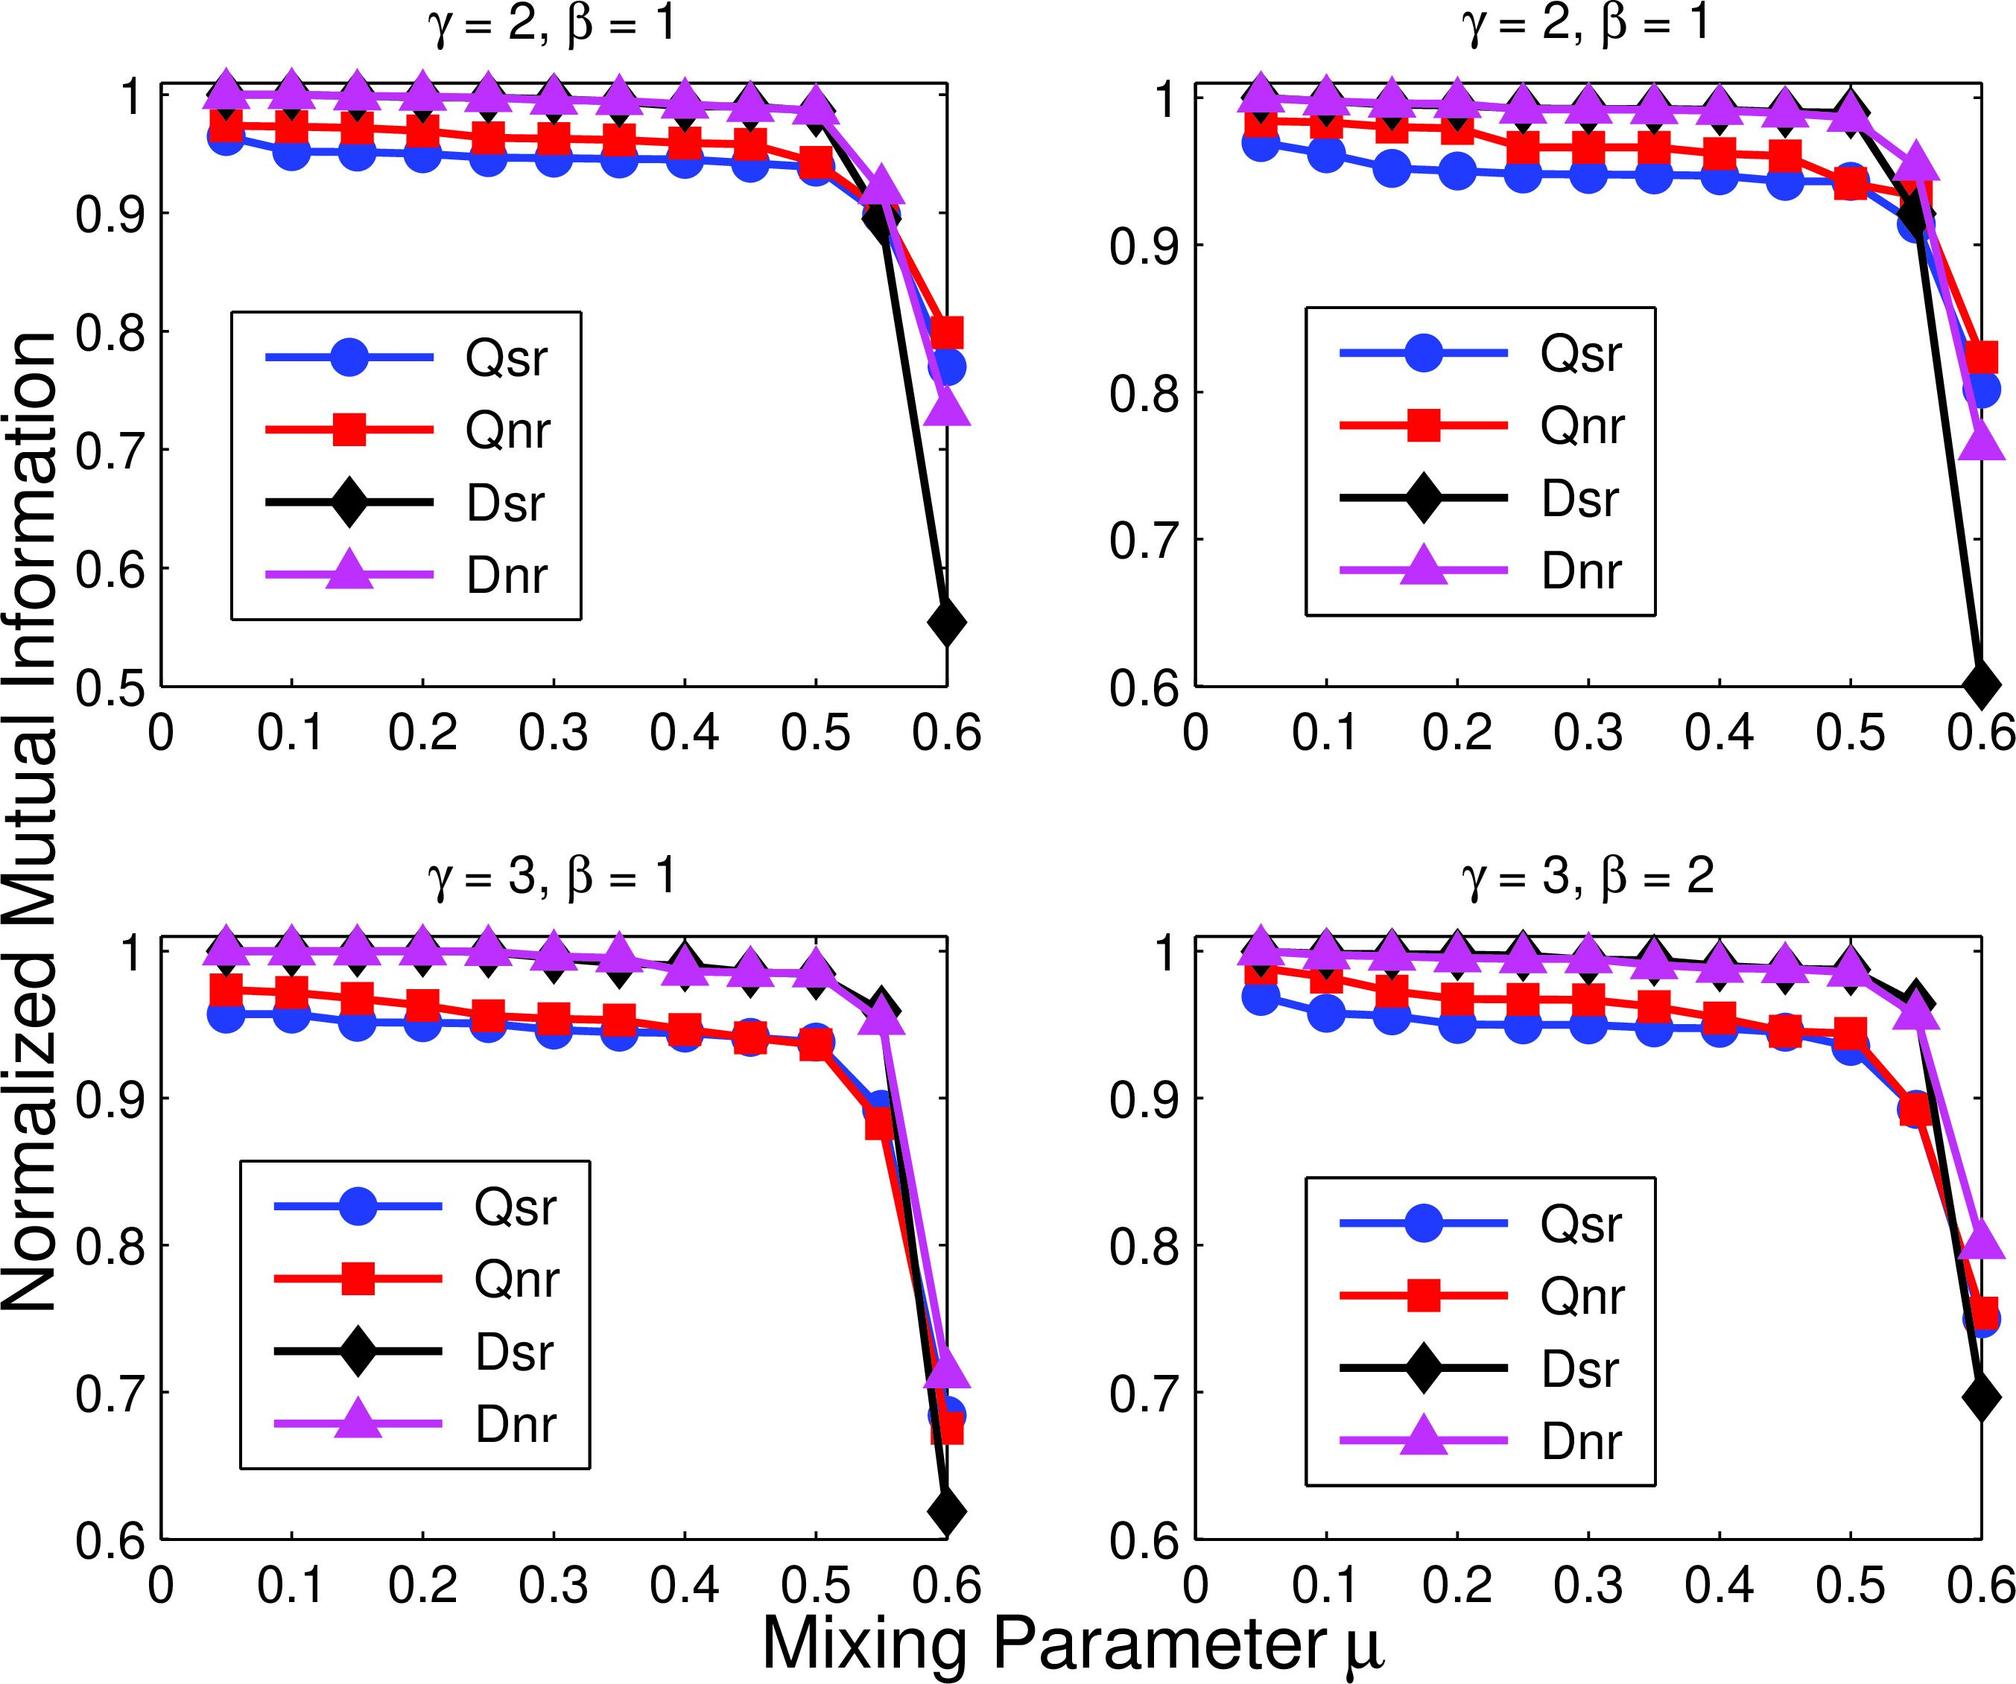 γ = 2, β = 1
1
0.9
0.8
0.7
0.6
0.5
0 0.1 0.2 0.3 0.4 0.5 0.6
Qsr
Qnr
Dsr
Dnr
γ = 2, β = 1
1
0.9
0.8
0.7
0.6
0 0.1 0.2 0.3 0.4 0.5 0.6
Qsr
Qnr
Dsr
Dnr
Normalized Mutual Information
γ = 3, β = 1
1
0.9
0.8
0.7
0.6
0 0.1 0.2 0.3 0.4 0.5 0.6
Qsr
Qnr
Dsr
Dnr
γ = 3, β = 2
1
0.9
0.8
0.7
0.6
0 0.1 0.2 0.3 0.4 0.5 0.6
Qsr
Qnr
Dsr
Dnr
Mixing Parameter μ